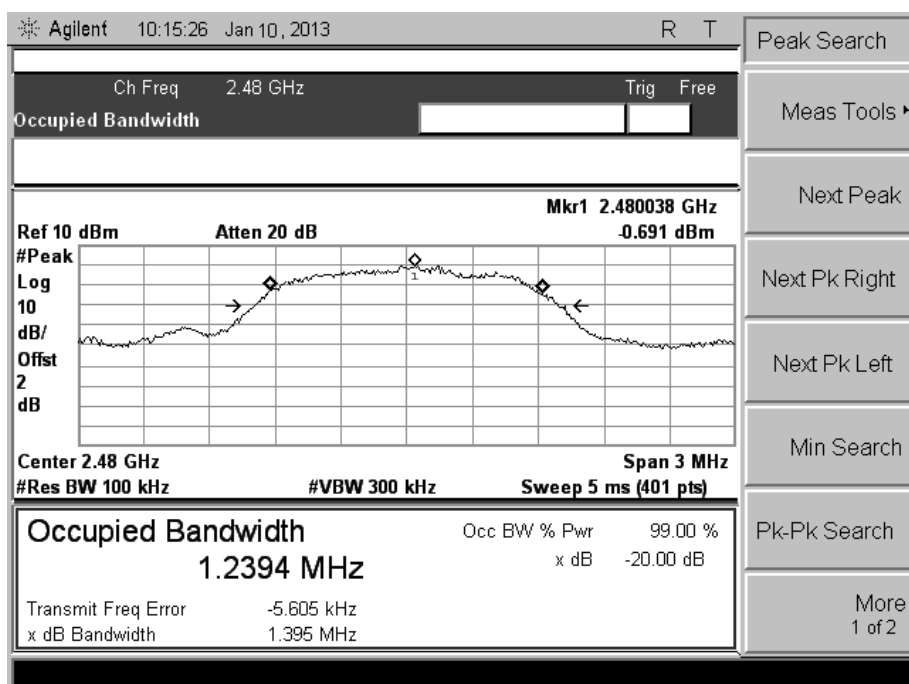 Agilent 10:15:26 Jan 10, 2013 R T
Peak Search
Ch Freq 2.48 GHz Trig Free
Occupied Bandwidth
Meas Tools
Next Peak
Mkr1 2.480038 GHz
Ref 10 dBm Atten 20 dB -0.691 dBm
#Peak
Log
10
dB/
Offst
2
dB
1
Next Pk Right
Next Pk Left
Min Search
Center 2.48 GHz Span 3 MHz
#Res BW 100 kHz #VBW 300 kHz Sweep 5 ms (401 pts)
Occupied Bandwidth Occ BW % Pwr 99.00 %
1.2394 MHz x dB -20.00 dB
Pk-Pk Search
Transmit Freq Error -5.605 kHz
x dB Bandwidth 1.395 MHz
More
1 of 2